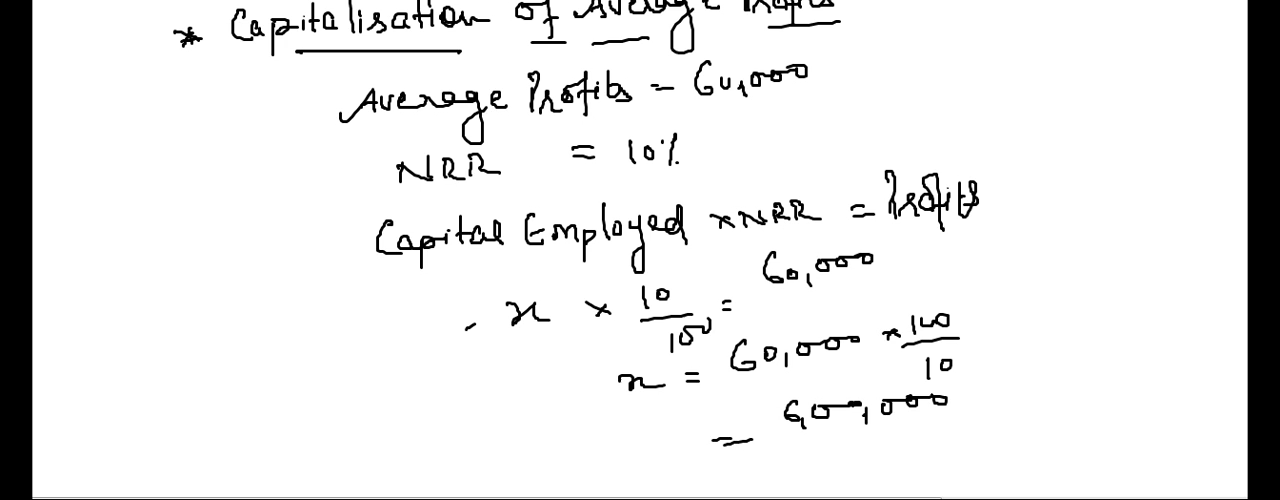 * Capitalisation of Average Profits
Average Profits = 60,000
NRR = 10%
Capital Employed x NRR = Profits
x × 10/100 = 60,000
x = 60,000 × 100/10
= 6,00,000